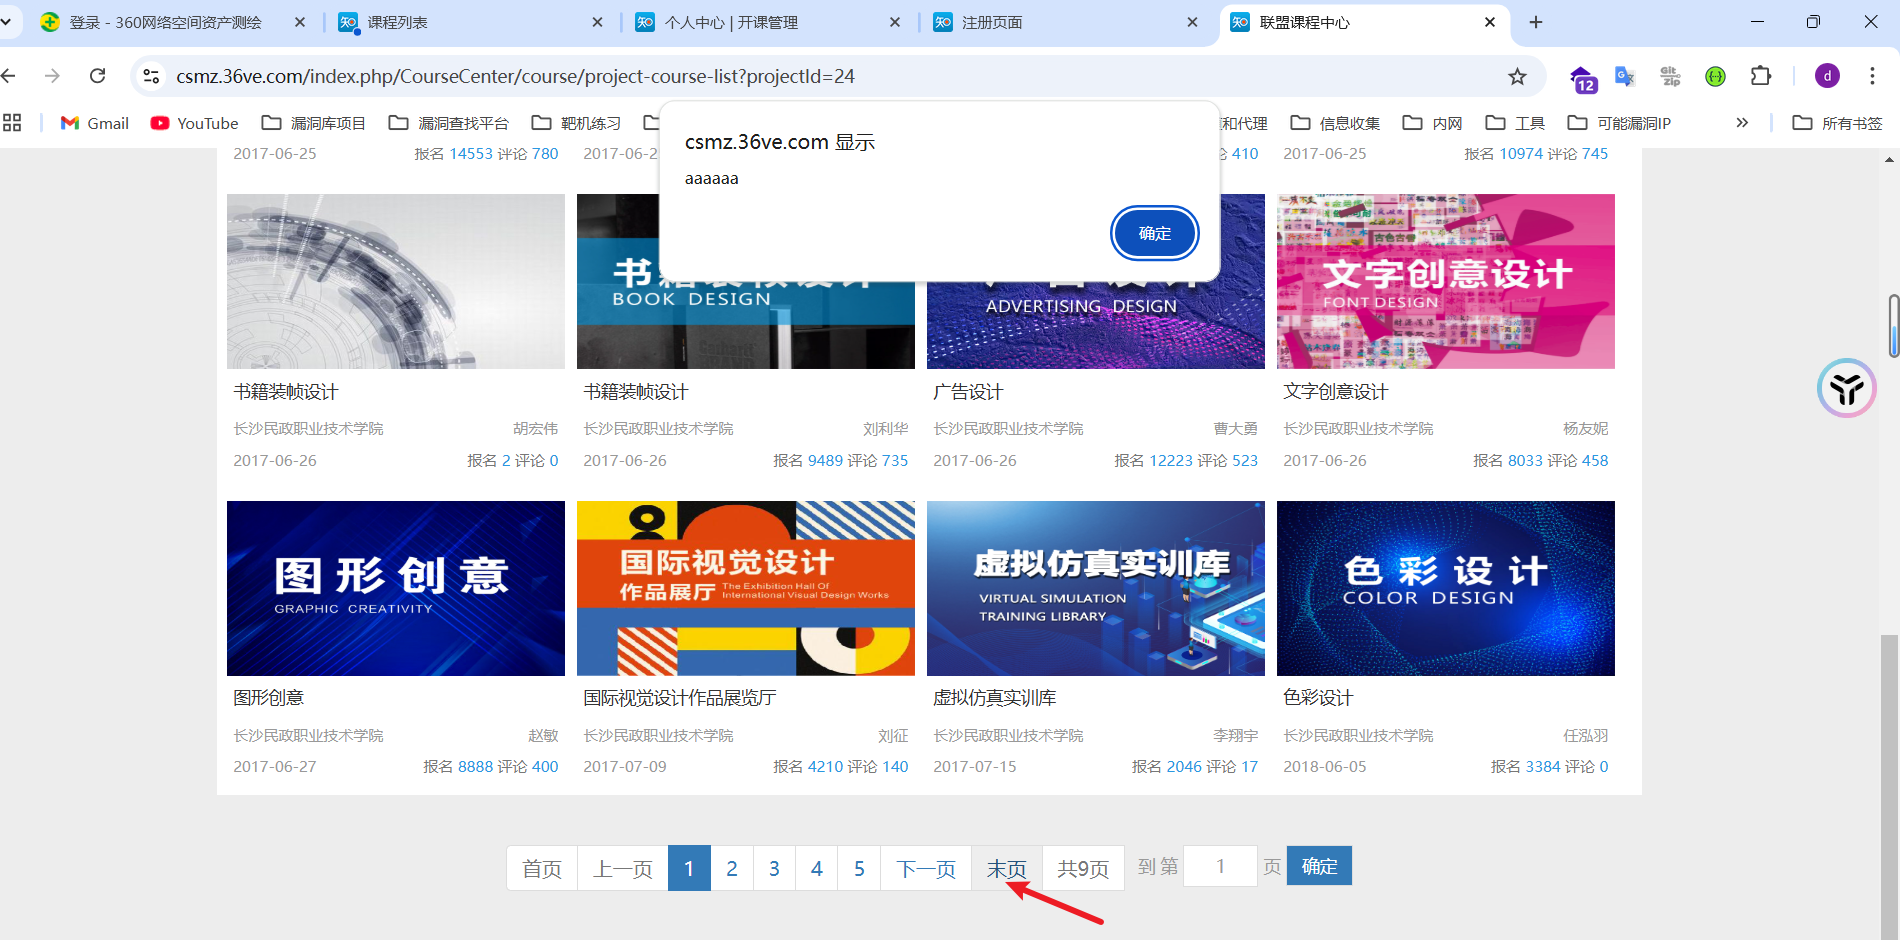 登录 - 360网络空间资产测绘
课程列表
个人中心 | 开课管理
注册页面
联盟课程中心
csmz.36ve.com/index.php/CourseCenter/course/project-course-list?projectId=24
12
Git Zip
d
Gmail
YouTube
漏洞库项目
漏洞查找平台
靶机练习
和代理
信息收集
内网
工具
可能漏洞IP
所有书签
csmz.36ve.com 显示
aaaaaa
确定
2017-06-25 报名 14553 评论 780
2017-06-2
410
2017-06-25 报名 10974 评论 745
BOOK DESIGN
ADVERTISING DESIGN
文字创意设计
FONT DESIGN
书籍装帧设计
长沙民政职业技术学院 胡宏伟
2017-06-26 报名 2 评论 0
书籍装帧设计
长沙民政职业技术学院 刘利华
2017-06-26 报名 9489 评论 735
广告设计
长沙民政职业技术学院 曹大勇
2017-06-26 报名 12223 评论 523
文字创意设计
长沙民政职业技术学院 杨友妮
2017-06-26 报名 8033 评论 458
图形创意
GRAPHIC CREATIVITY
国际视觉设计
作品展厅 The Exhibition Hall Of
International Visual Design Works
虚拟仿真实训库
VIRTUAL SIMULATION
TRAINING LIBRARY
色彩设计
COLOR DESIGN
图形创意
长沙民政职业技术学院 赵敏
2017-06-27 报名 8888 评论 400
国际视觉设计作品展览厅
长沙民政职业技术学院 刘征
2017-07-09 报名 4210 评论 140
虚拟仿真实训库
长沙民政职业技术学院 李翔宇
2017-07-15 报名 2046 评论 17
色彩设计
长沙民政职业技术学院 任泓羽
2018-06-05 报名 3384 评论 0
首页 上一页 1 2 3 4 5 下一页 末页 共9页 到第 1 页 确定